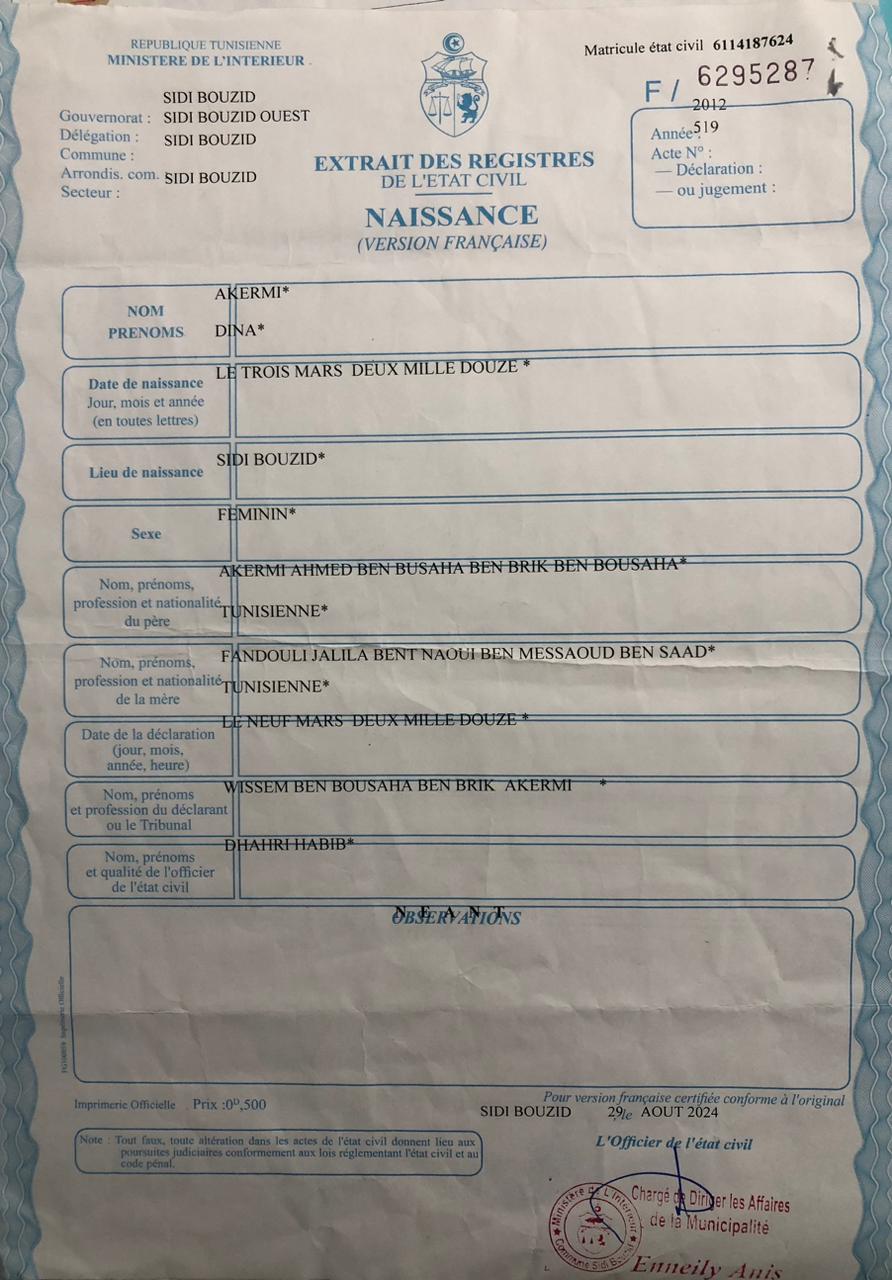 REPUBLIQUE TUNISIENNE
MINISTERE DE L'INTERIEUR
Matricule état civil 6114187624
F / 6295287
SIDI BOUZID
Gouvernorat : SIDI BOUZID OUEST
Délégation : SIDI BOUZID
Commune :
Arrondis. com. SIDI BOUZID
Secteur :
2012
Année : 519
Acte N° :
— Déclaration :
— ou jugement :
EXTRAIT DES REGISTRES
DE L'ETAT CIVIL
NAISSANCE
(VERSION FRANÇAISE)
NOM
PRENOMS
AKERMI*
DINA*
Date de naissance
Jour, mois et année
(en toutes lettres)
LE TROIS MARS DEUX MILLE DOUZE *
Lieu de naissance
SIDI BOUZID*
Sexe
FEMININ*
Nom, prénoms,
profession et nationalité
du père
AKERMI AHMED BEN BUSAHA BEN BRIK BEN BOUSAHA*
TUNISIENNE*
Nom, prénoms,
profession et nationalité
de la mère
FANDOULI JALILA BENT NAOUI BEN MESSAOUD BEN SAAD*
TUNISIENNE*
Date de la déclaration
(jour, mois,
année, heure)
LE NEUF MARS DEUX MILLE DOUZE *
Nom, prénoms
et profession du déclarant
ou le Tribunal
WISSEM BEN BOUSAHA BEN BRIK AKERMI *
Nom, prénoms
et qualité de l'officier
de l'état civil
DHAHRI HABIB*
OBSERVATIONS
N E A N T
Imprimerie Officielle
Imprimerie Officielle Prix :0ᴰ,500
Pour version française certifiée conforme à l'original
SIDI BOUZID 29 le AOUT 2024
L'Officier de l'état civil
Note : Tout faux, toute altération dans les actes de l'état civil donnent lieu aux
poursuites judiciaires conformement aux lois réglementant l'état civil et au
code pénal.
Ministère de L'Intérieur
Commune Sidi Bouzid
Chargé de Diriger les Affaires
de la Municipalité
Enneily Anis